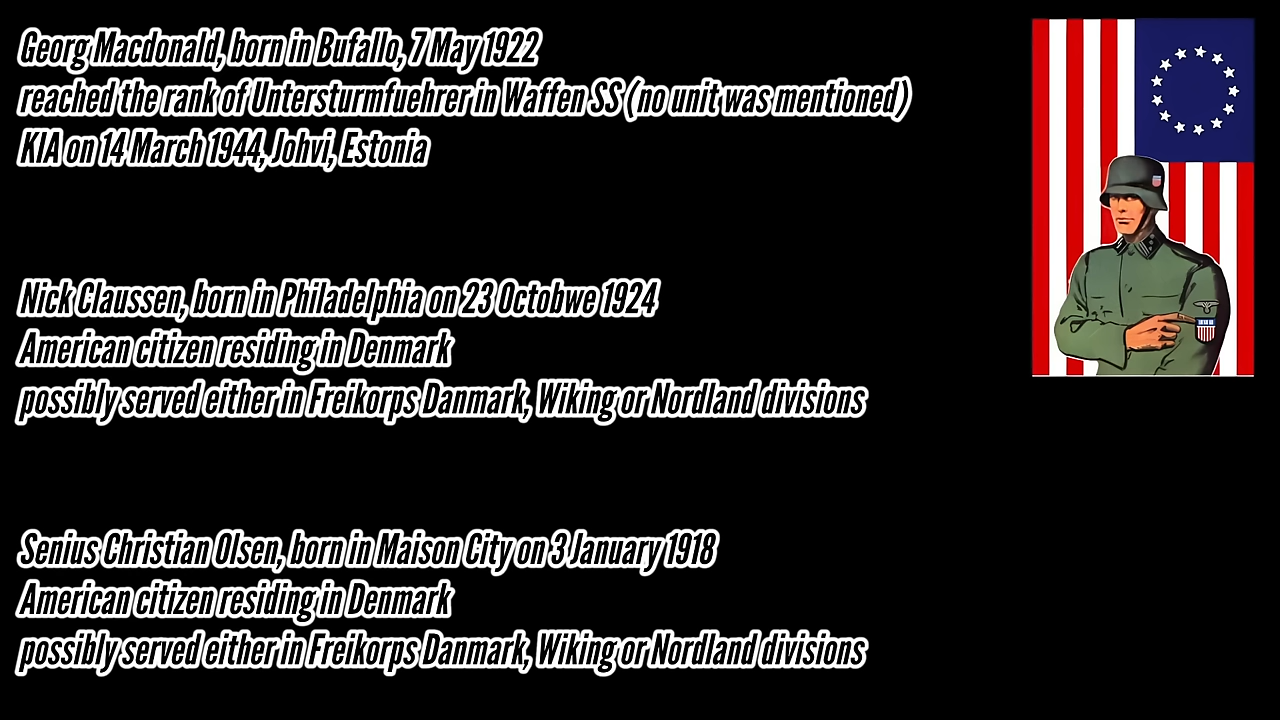 Georg Macdonald, born in Bufallo, 7 May 1922
reached the rank of Untersturmfuehrer in Waffen SS (no unit was mentioned)
KIA on 14 March 1944, Johvi, Estonia
Nick Claussen, born in Philadelphia on 23 Octobwe 1924
American citizen residing in Denmark
possibly served either in Freikorps Danmark, Wiking or Nordland divisions
Senius Christian Olsen, born in Maison City on 3 January 1918
American citizen residing in Denmark
possibly served either in Freikorps Danmark, Wiking or Nordland divisions